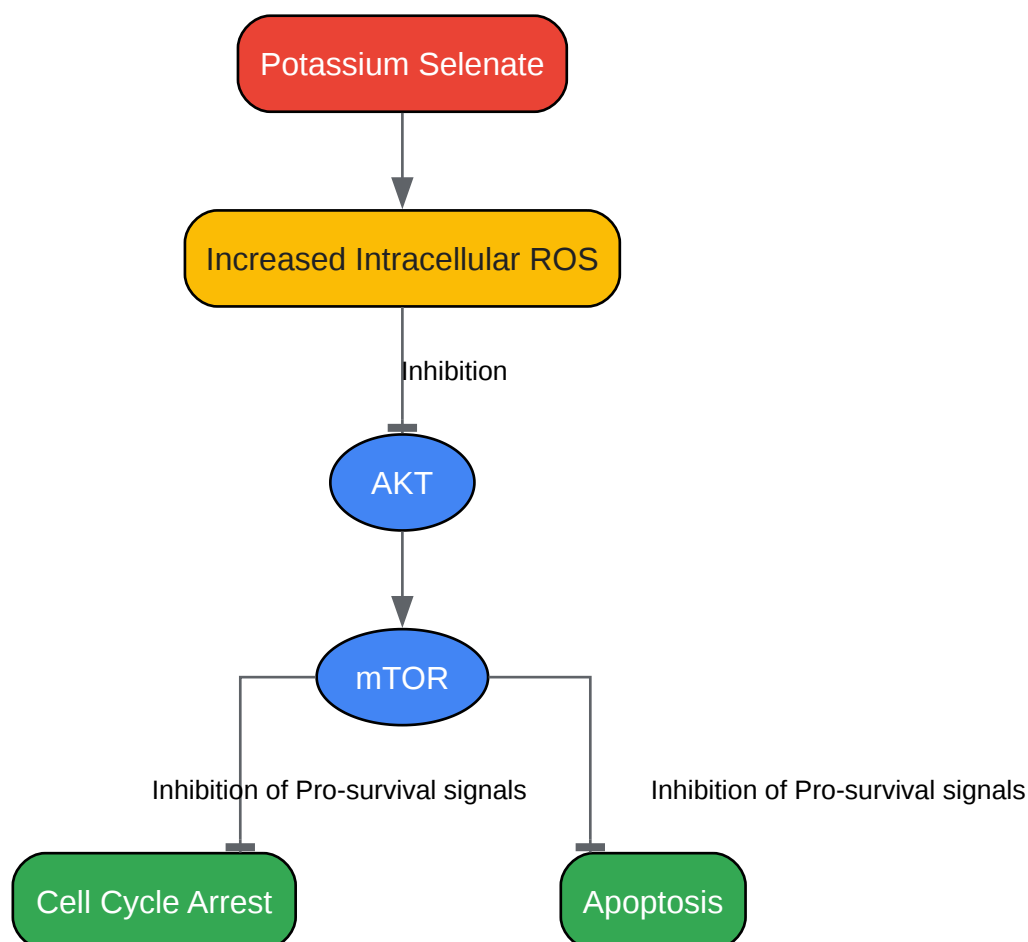 Potassium Selenate
Increased Intracellular ROS
Inhibition
AKT
mTOR
Inhibition of Pro-survival signals
Inhibition of Pro-survival signals
Cell Cycle Arrest
Apoptosis